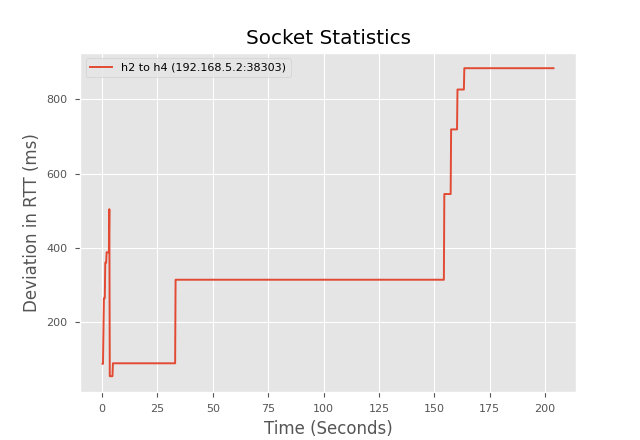 Socket Statistics
h2 to h4 (192.168.5.2:38303)
Deviation in RTT (ms)
800
600
400
200
0 25 50 75 100 125 150 175 200
Time (Seconds)